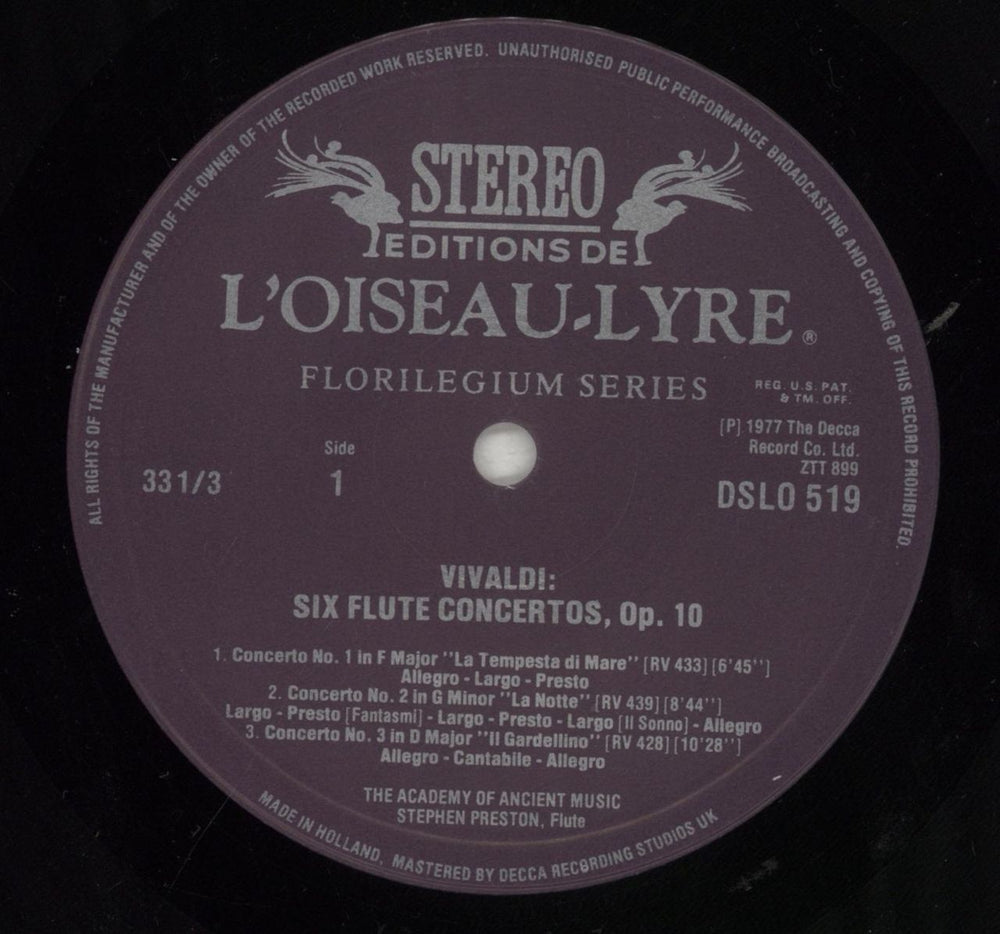 ALL RIGHTS OF THE MANUFACTURER AND OF THE OWNER OF THE RECORDED WORK RESERVED. UNAUTHORISED PUBLIC PERFORMANCE BROADCASTING AND COPYING OF THIS RECORD PROHIBITED.
STEREO
EDITIONS DE
L'OISEAU-LYRE ®
FLORILEGIUM SERIES
REG. U.S. PAT.
& TM. OFF.
[P] 1977 The Decca
Record Co. Ltd.
ZTT 899
DSLO 519
Side
1
33 1/3
VIVALDI:
SIX FLUTE CONCERTOS, Op. 10
1. Concerto No. 1 in F Major ''La Tempesta di Mare'' [RV 433] [6'45'']
Allegro - Largo - Presto
2. Concerto No. 2 in G Minor ''La Notte'' [RV 439] [8'44'']
Largo - Presto [Fantasmi] - Largo - Presto - Largo [Il Sonno] - Allegro
3. Concerto No. 3 in D Major ''Il Gardellino'' [RV 428] [10'28'']
Allegro - Cantabile - Allegro
THE ACADEMY OF ANCIENT MUSIC
STEPHEN PRESTON, Flute
MADE IN HOLLAND, MASTERED BY DECCA RECORDING STUDIOS UK